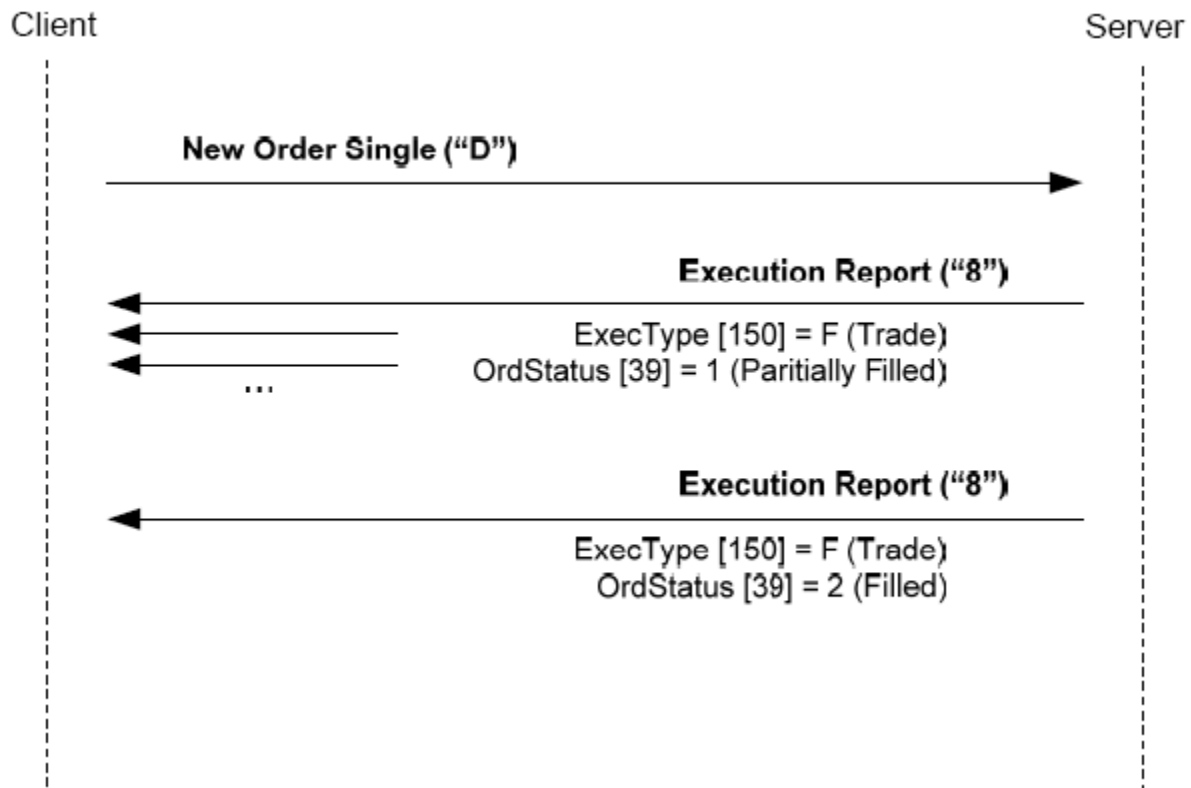 Client
Server
New Order Single (“D”)
Execution Report (“8”)
ExecType [150] = F (Trade)
OrdStatus [39] = 1 (Paritially Filled)
...
Execution Report (“8”)
ExecType [150] = F (Trade)
OrdStatus [39] = 2 (Filled)